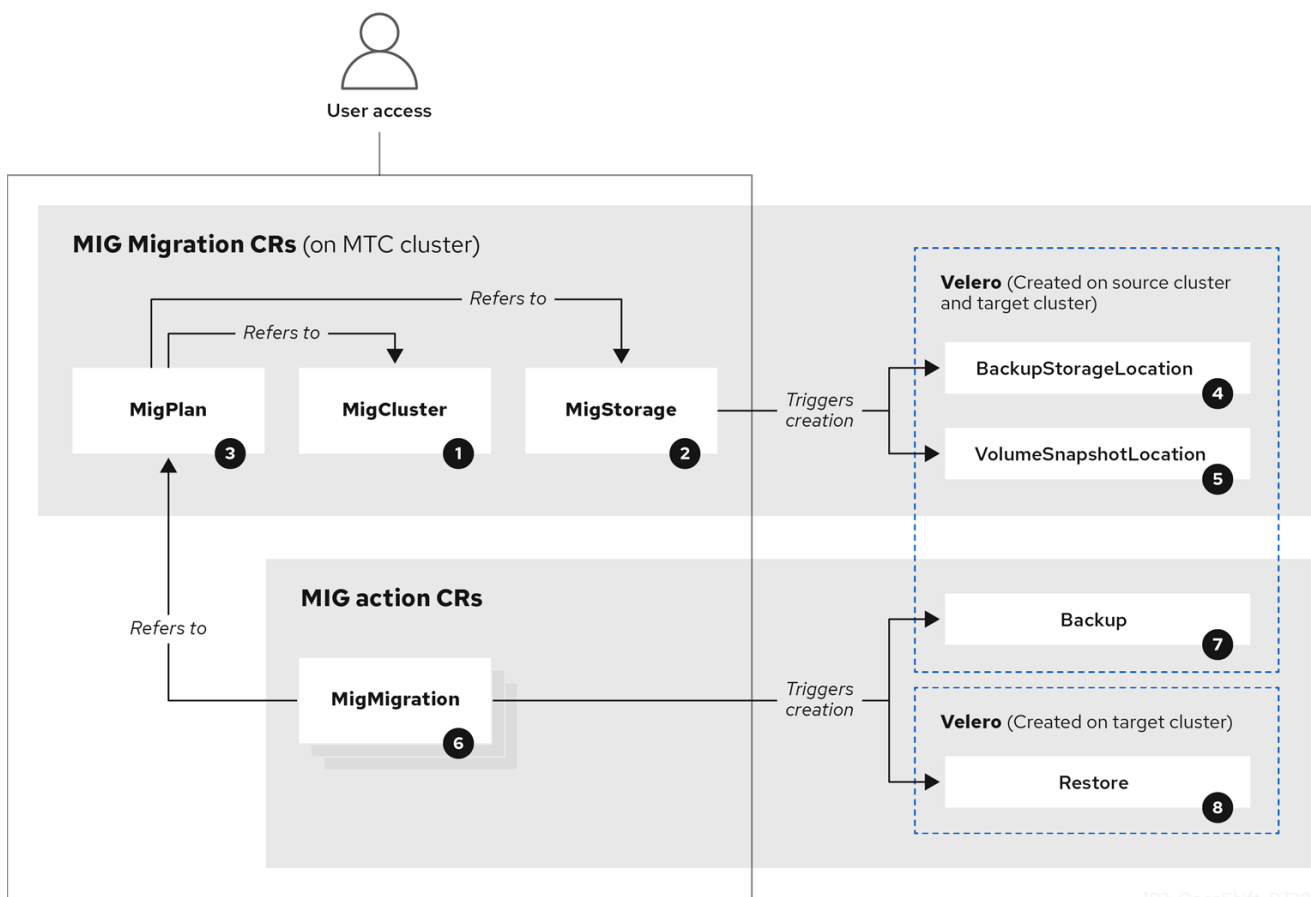 User access
MIG Migration CRs (on MTC cluster)
Refers to
Refers to
MigPlan
3
MigCluster
1
MigStorage
2
Triggers
creation
Velero (Created on source cluster
and target cluster)
BackupStorageLocation
4
VolumeSnapshotLocation
5
Refers to
MIG action CRs
MigMigration
6
Triggers
creation
Backup
7
Velero (Created on target cluster)
Restore
8